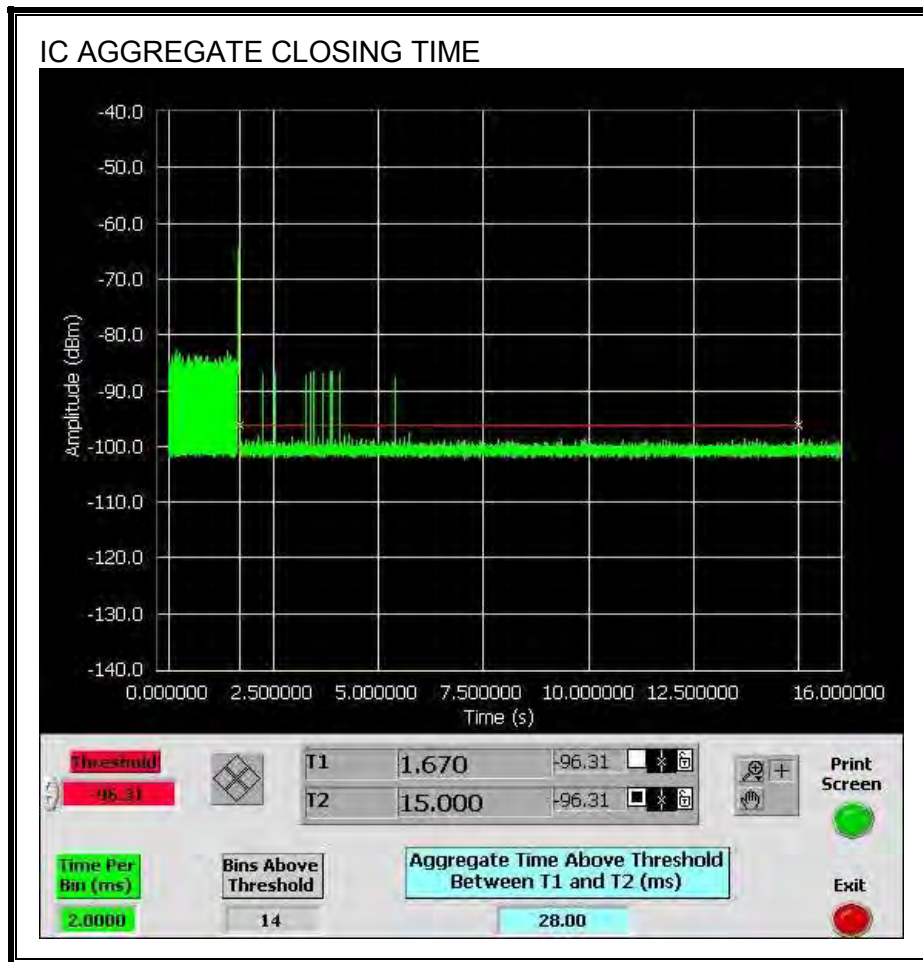 IC AGGREGATE CLOSING TIME
-40.0
-50.0
-60.0
-70.0
-80.0
-90.0
-100.0
-110.0
-120.0
-130.0
-140.0
Amplitude (dBm)
0.000000 2.500000 5.000000 7.500000 10.000000 12.500000 16.000000
Time (s)
Threshold
-96.31
T1 1.670 -96.31
T2 15.000 -96.31
Print Screen
Time Per Bin (ms)
2.0000
Bins Above Threshold
14
Aggregate Time Above Threshold
Between T1 and T2 (ms)
28.00
Exit